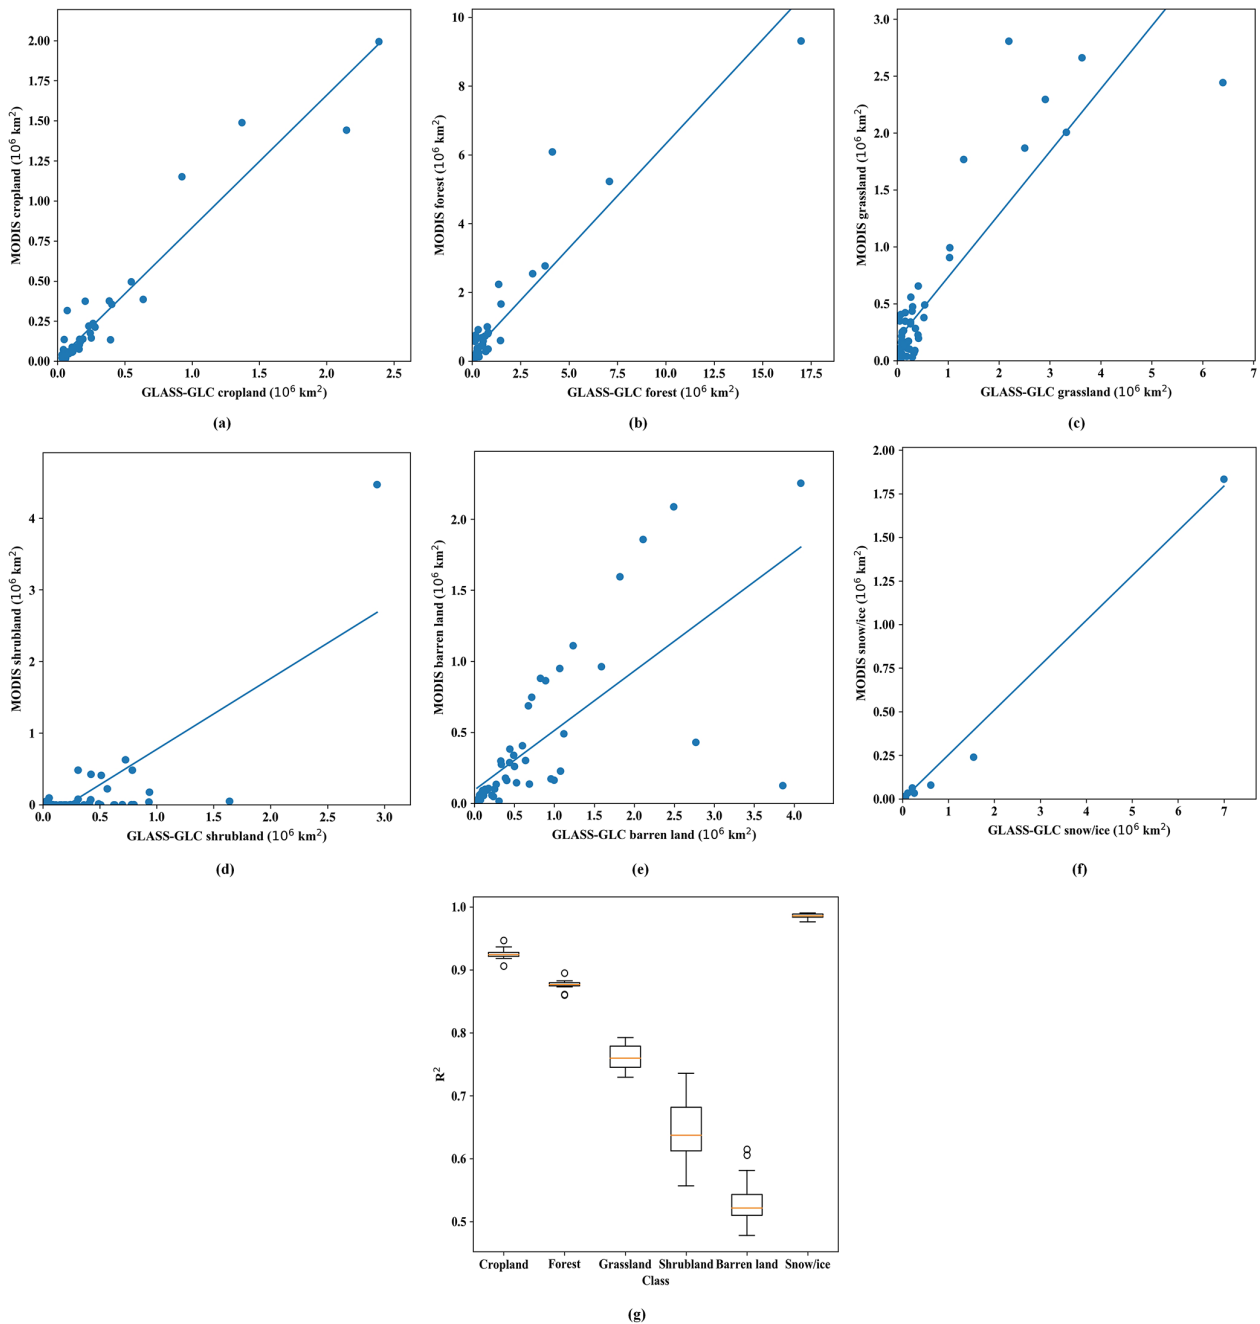 2.00
1.75
1.50
1.25
1.00
0.75
0.50
0.25
0.00
MODIS cropland (10⁶ km²)
0.0 0.5 1.0 1.5 2.0 2.5
GLASS-GLC cropland (10⁶ km²)
(a)
10
8
6
4
2
0
MODIS forest (10⁶ km²)
2.5 5.0 7.5 10.0 12.5 15.0 17.5
GLASS-GLC forest (10⁶ km²)
(b)
3.0
2.5
2.0
1.5
1.0
0.5
0.0
MODIS grassland (10⁶ km²)
0 1 2 3 4 5 6 7
GLASS-GLC grassland (10⁶ km²)
(c)
4
3
2
1
0
MODIS shrubland (10⁶ km²)
0.0 0.5 1.0 1.5 2.0 2.5 3.0
GLASS-GLC shrubland (10⁶ km²)
(d)
2.0
1.5
1.0
0.5
0.0
MODIS barren land (10⁶ km²)
0.0 0.5 1.0 1.5 2.0 2.5 3.0 3.5 4.0
GLASS-GLC barren land (10⁶ km²)
(e)
2.00
1.75
1.50
1.25
1.00
0.75
0.50
0.25
0.00
MODIS snow/ice (10⁶ km²)
0 1 2 3 4 5 6 7
GLASS-GLC snow/ice (10⁶ km²)
(f)
1.0
0.9
0.8
0.7
0.6
0.5
R²
Cropland Forest Grassland Shrubland Barren land Snow/ice
Class
(g)